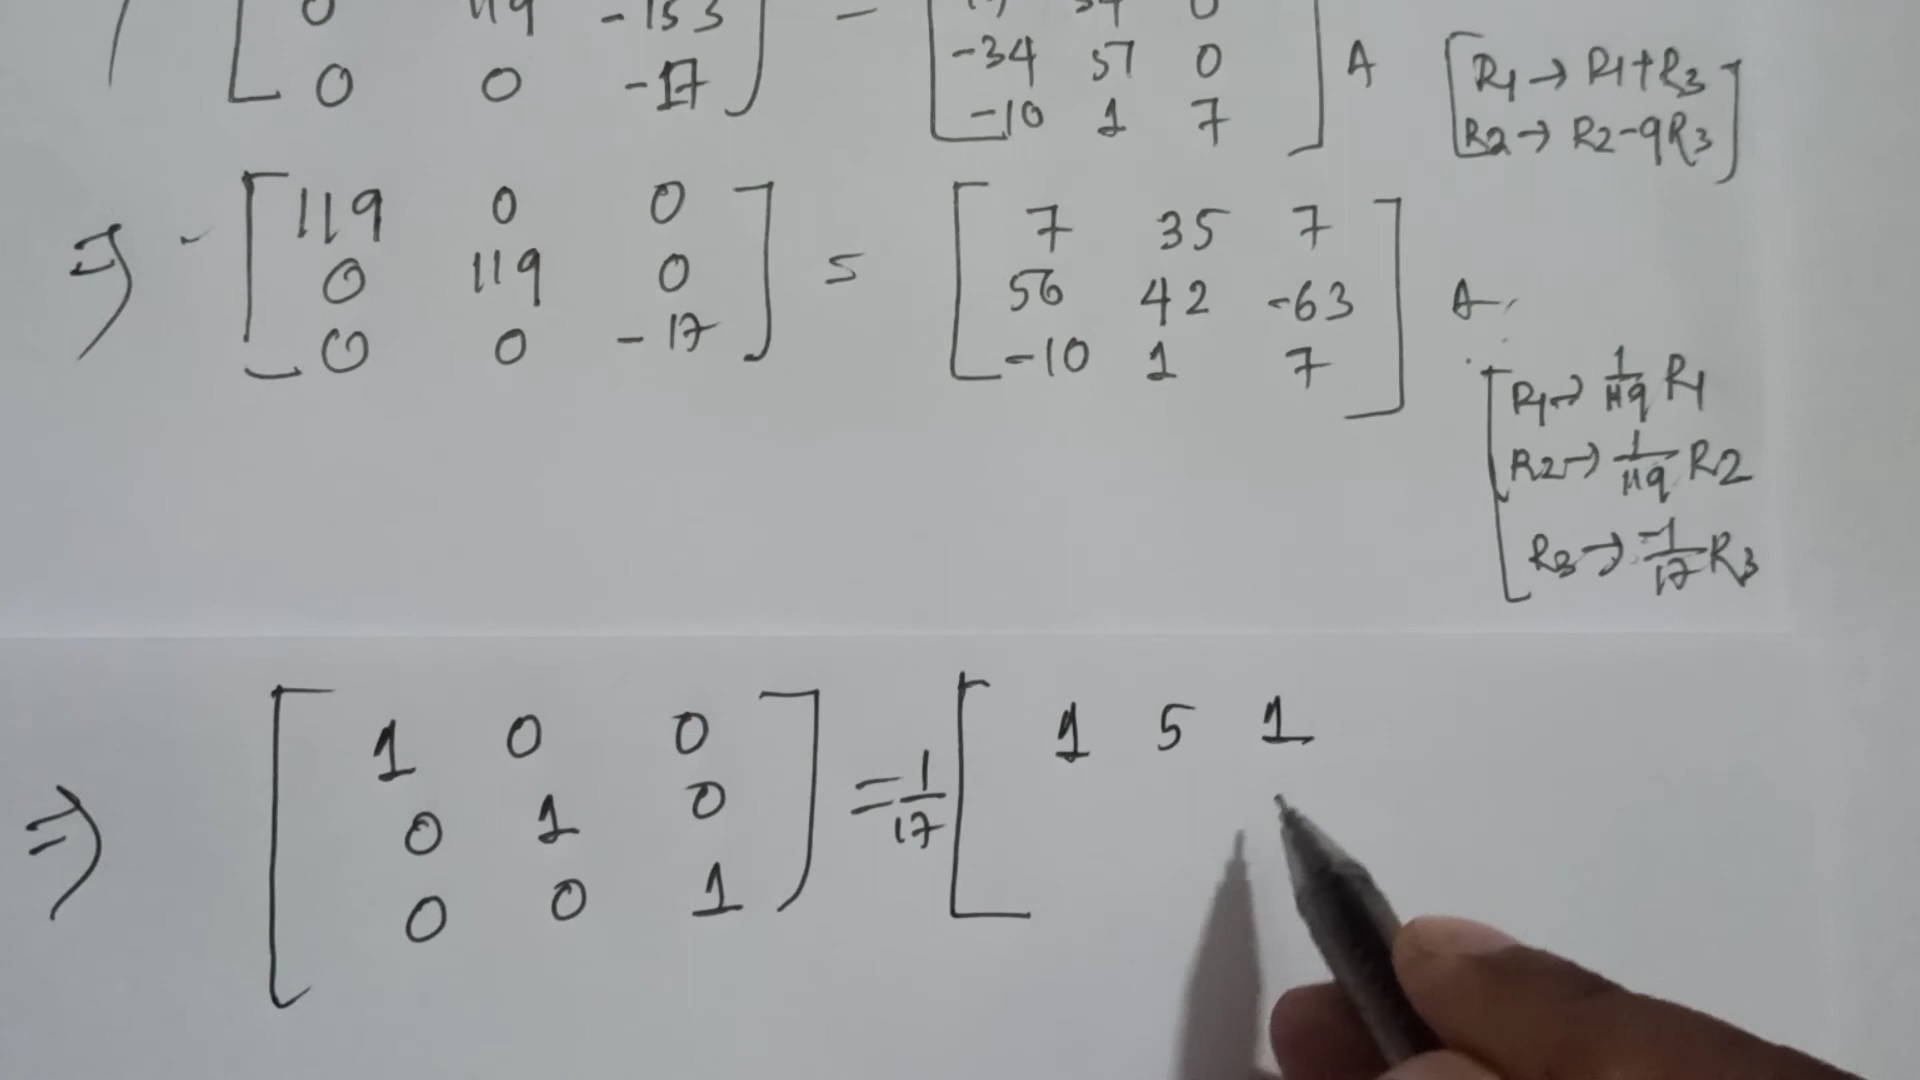 0 119 -153
0 0 -17
-34 57 0
-10 1 7
A
R1 → R1+R3
R2 → R2-9R3
⇒ 119 0 0 = 7 35 7
0 119 0 56 42 -63 A
0 0 -17 -10 1 7
R1 → 1/119 R1
R2 → 1/119 R2
R3 → -1/17 R3
⇒ 1 0 0 = 1/17 1 5 1
0 1 0
0 0 1